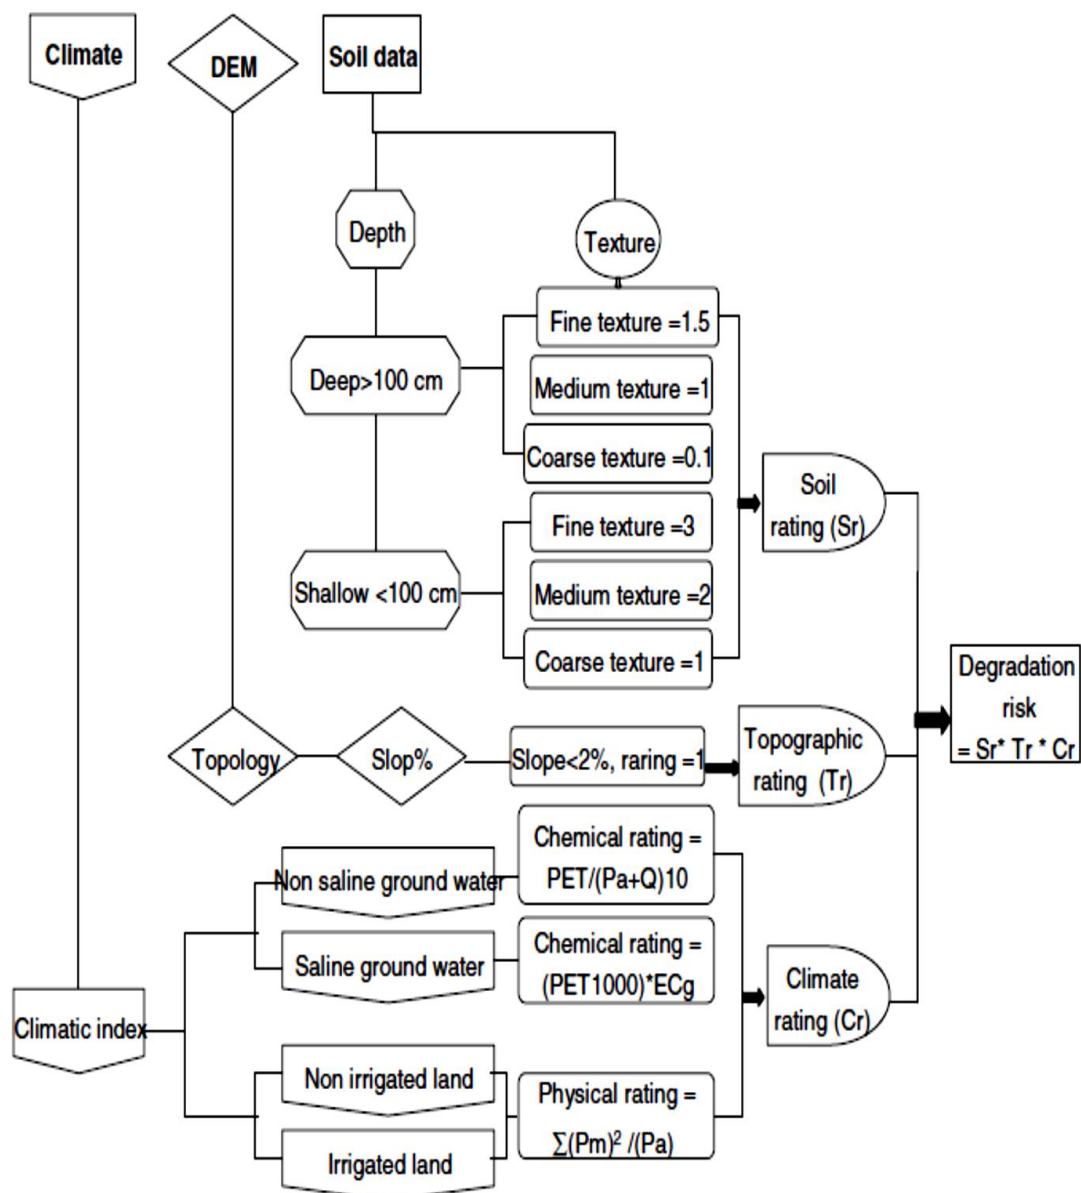 Climate
DEM
Soil data
Depth
Texture
Fine texture =1.5
Deep>100 cm
Medium texture =1
Coarse texture =0.1
Soil
rating (Sr)
Fine texture =3
Shallow <100 cm
Medium texture =2
Coarse texture =1
Degradation
risk
= Sr* Tr * Cr
Topology
Slop%
Slope<2%, raring =1
Topographic
rating (Tr)
Non saline ground water
Chemical rating =
PET/(Pa+Q)10
Saline ground water
Chemical rating =
(PET1000)*ECg
Climate
rating (Cr)
Climatic index
Non irrigated land
Physical rating =
∑(Pm)² /(Pa)
Irrigated land